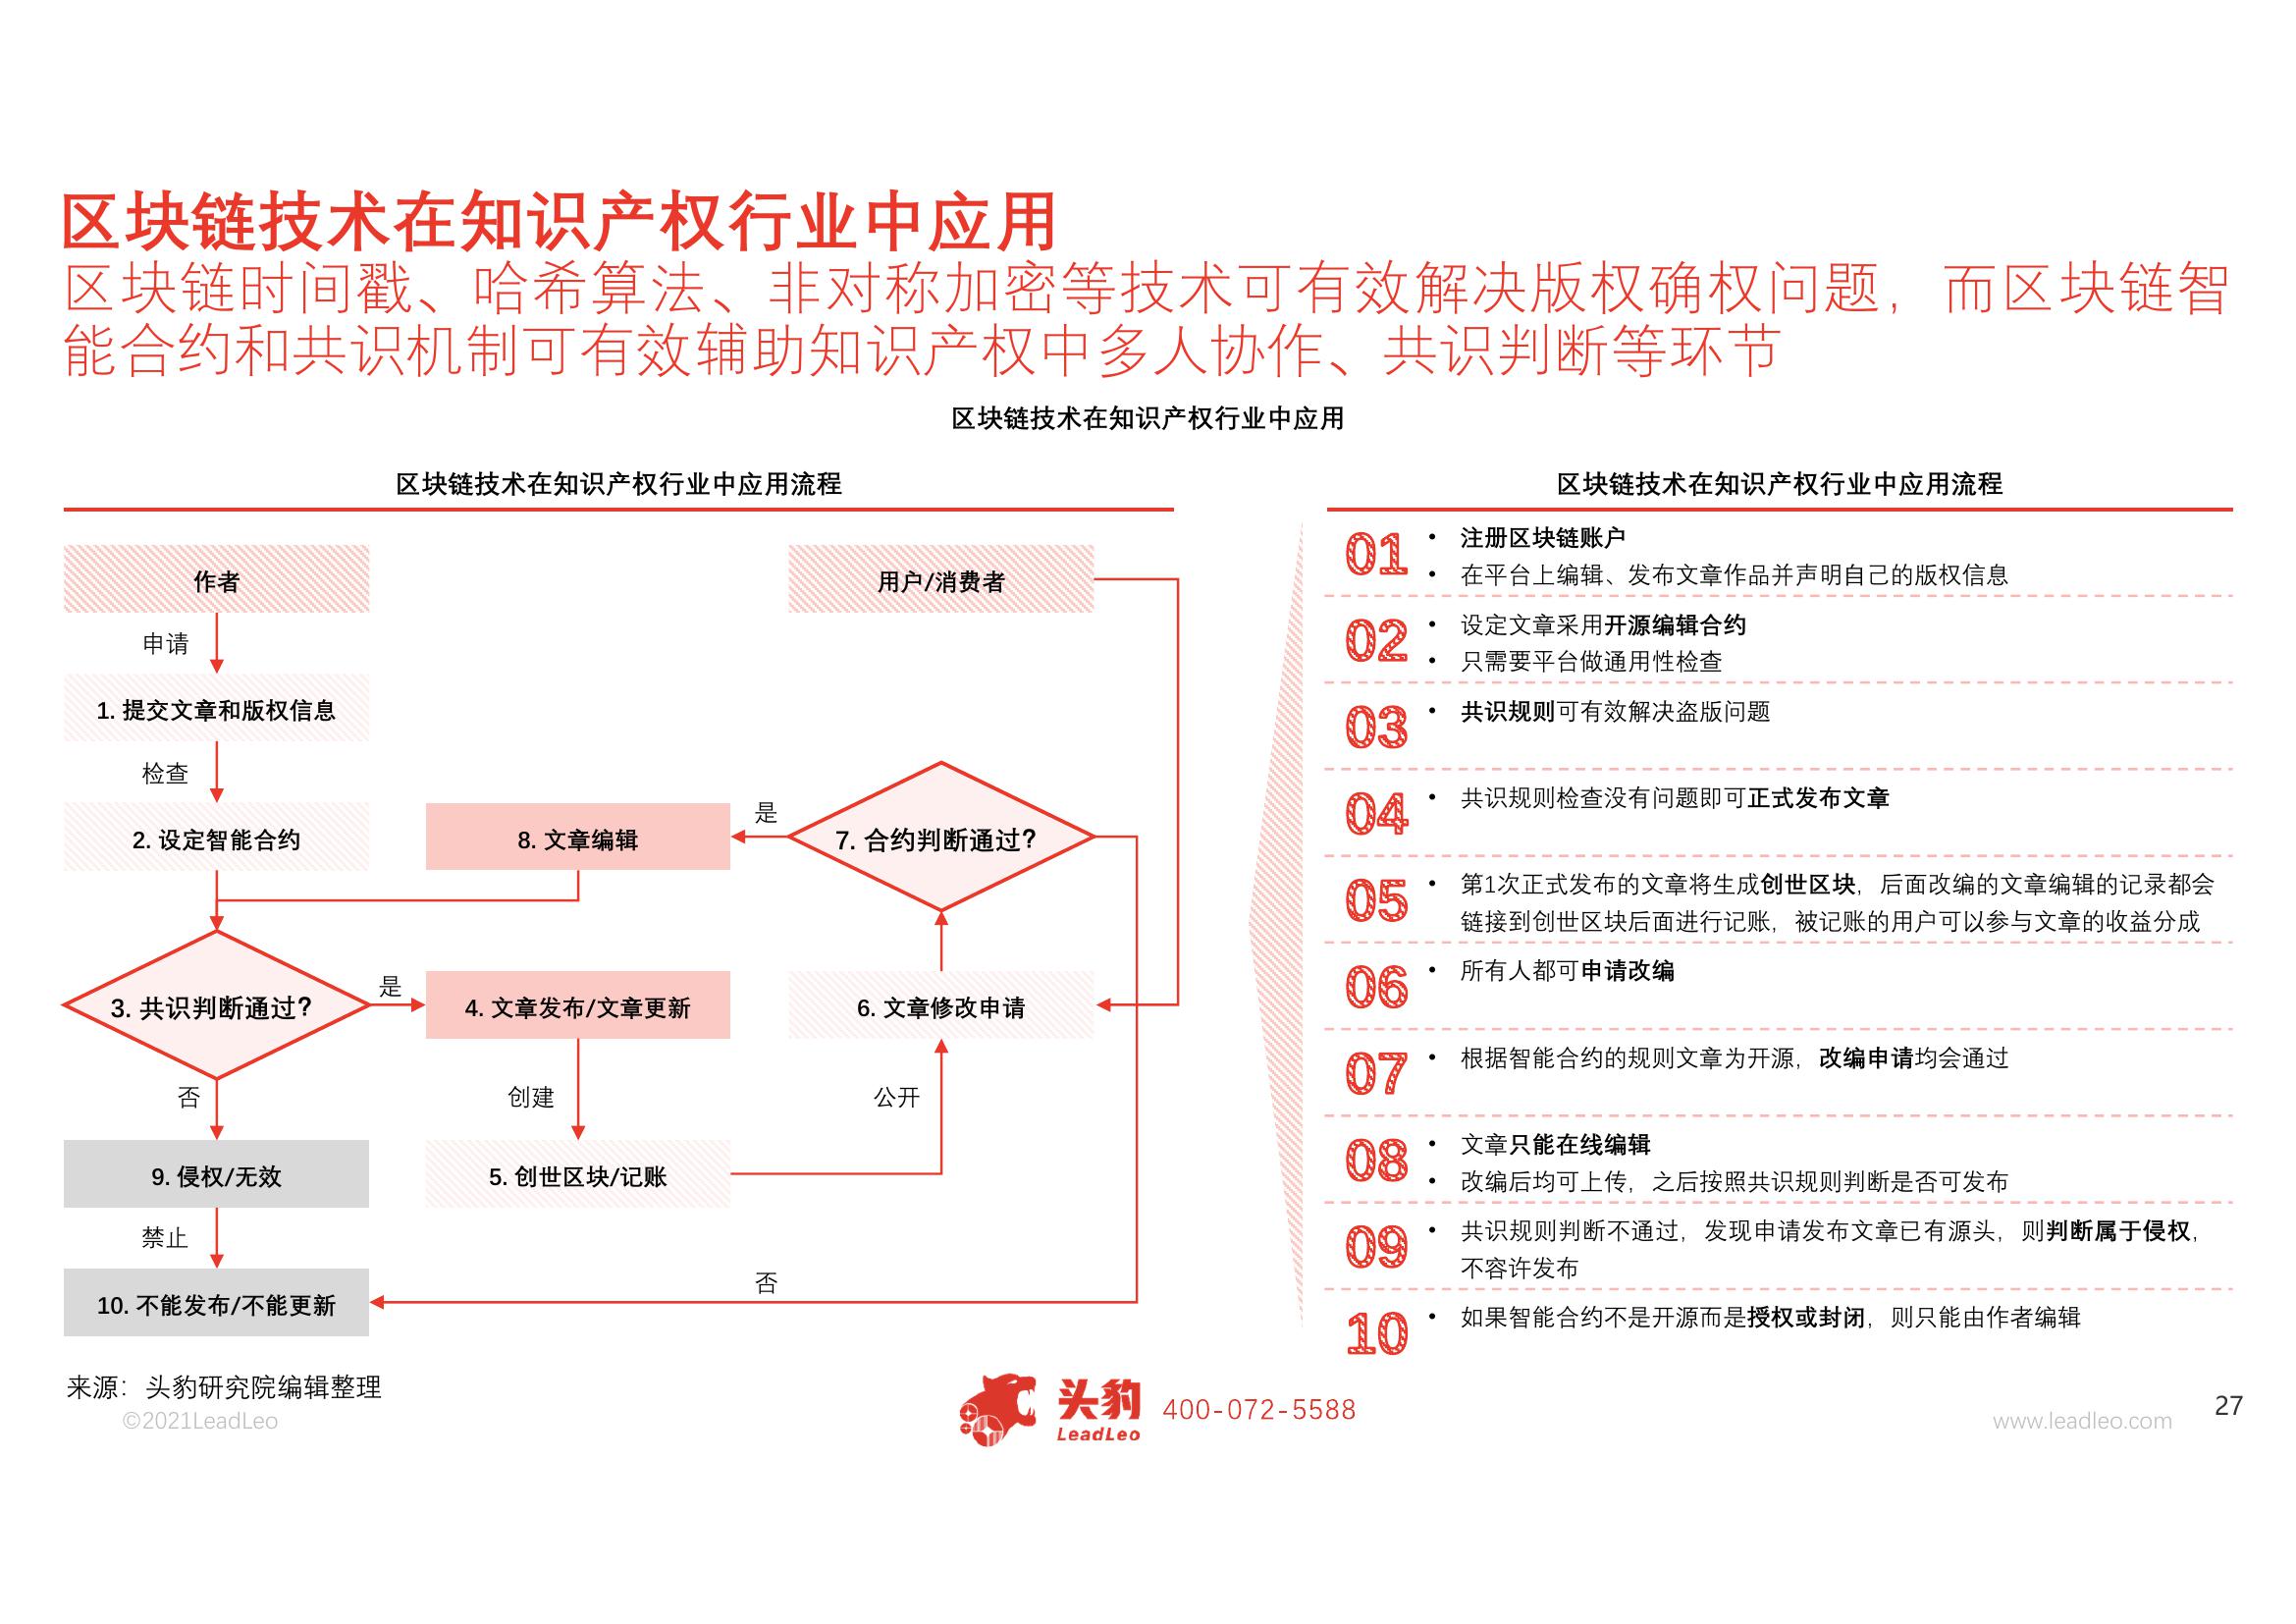 区块链技术在知识产权行业中应用
区块链时间戳、哈希算法、非对称加密等技术可有效解决版权确权问题，而区块链智
能合约和共识机制可有效辅助知识产权中多人协作、共识判断等环节
区块链技术在知识产权行业中应用
区块链技术在知识产权行业中应用流程
作者
用户/消费者
申请
1. 提交文章和版权信息
检查
2. 设定智能合约
8. 文章编辑
是
7. 合约判断通过?
3. 共识判断通过?
是
4. 文章发布/文章更新
6. 文章修改申请
否
创建
公开
9. 侵权/无效
5. 创世区块/记账
禁止
否
10. 不能发布/不能更新
区块链技术在知识产权行业中应用流程
01
• 注册区块链账户
• 在平台上编辑、发布文章作品并声明自己的版权信息
02
• 设定文章采用开源编辑合约
• 只需要平台做通用性检查
03
• 共识规则可有效解决盗版问题
04
• 共识规则检查没有问题即可正式发布文章
05
• 第1次正式发布的文章将生成创世区块，后面改编的文章编辑的记录都会
链接到创世区块后面进行记账，被记账的用户可以参与文章的收益分成
06
• 所有人都可申请改编
07
• 根据智能合约的规则文章为开源，改编申请均会通过
08
• 文章只能在线编辑
• 改编后均可上传，之后按照共识规则判断是否可发布
09
• 共识规则判断不通过，发现申请发布文章已有源头，则判断属于侵权，
不容许发布
10
• 如果智能合约不是开源而是授权或封闭，则只能由作者编辑
来源：头豹研究院编辑整理
©2021LeadLeo
头豹
LeadLeo
400-072-5588
www.leadleo.com
27